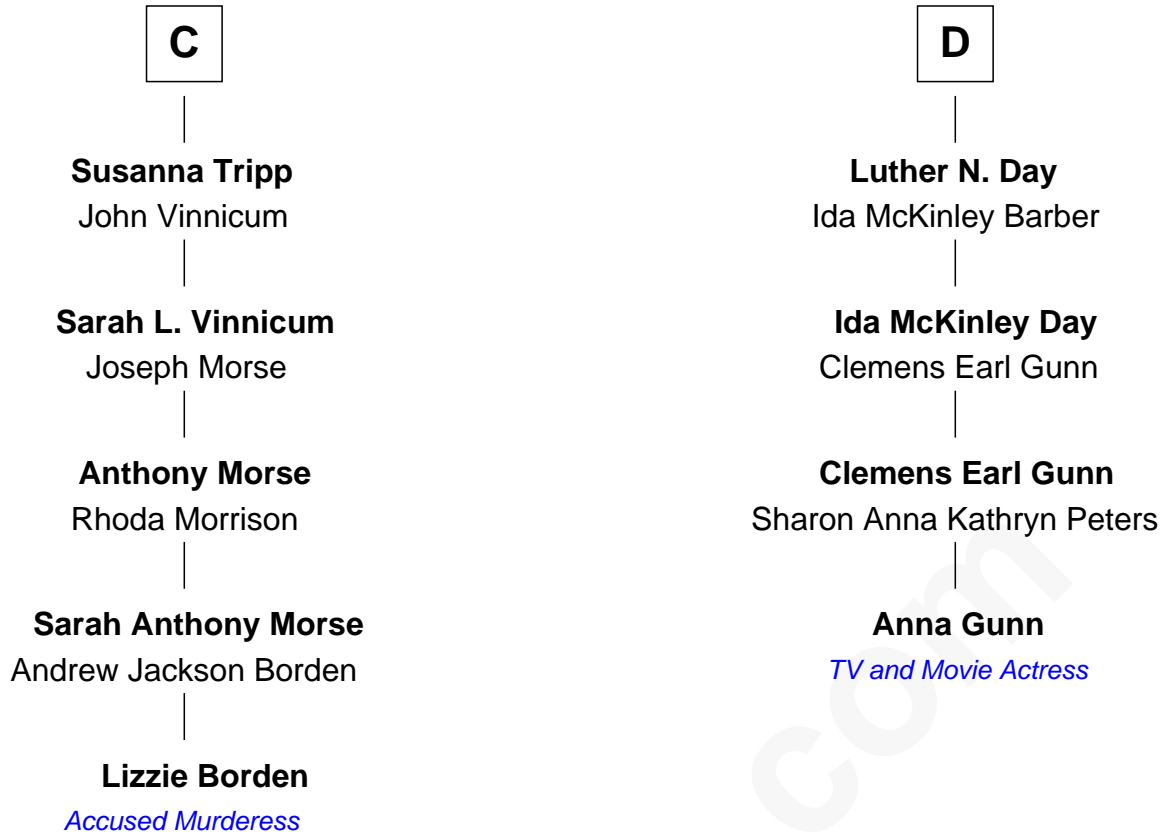 C
Susanna Tripp
John Vinnicum
Sarah L. Vinnicum
Joseph Morse
Anthony Morse
Rhoda Morrison
Sarah Anthony Morse
Andrew Jackson Borden
Lizzie Borden
Accused Murderess
D
Luther N. Day
Ida McKinley Barber
Ida McKinley Day
Clemens Earl Gunn
Clemens Earl Gunn
Sharon Anna Kathryn Peters
Anna Gunn
TV and Movie Actress
com